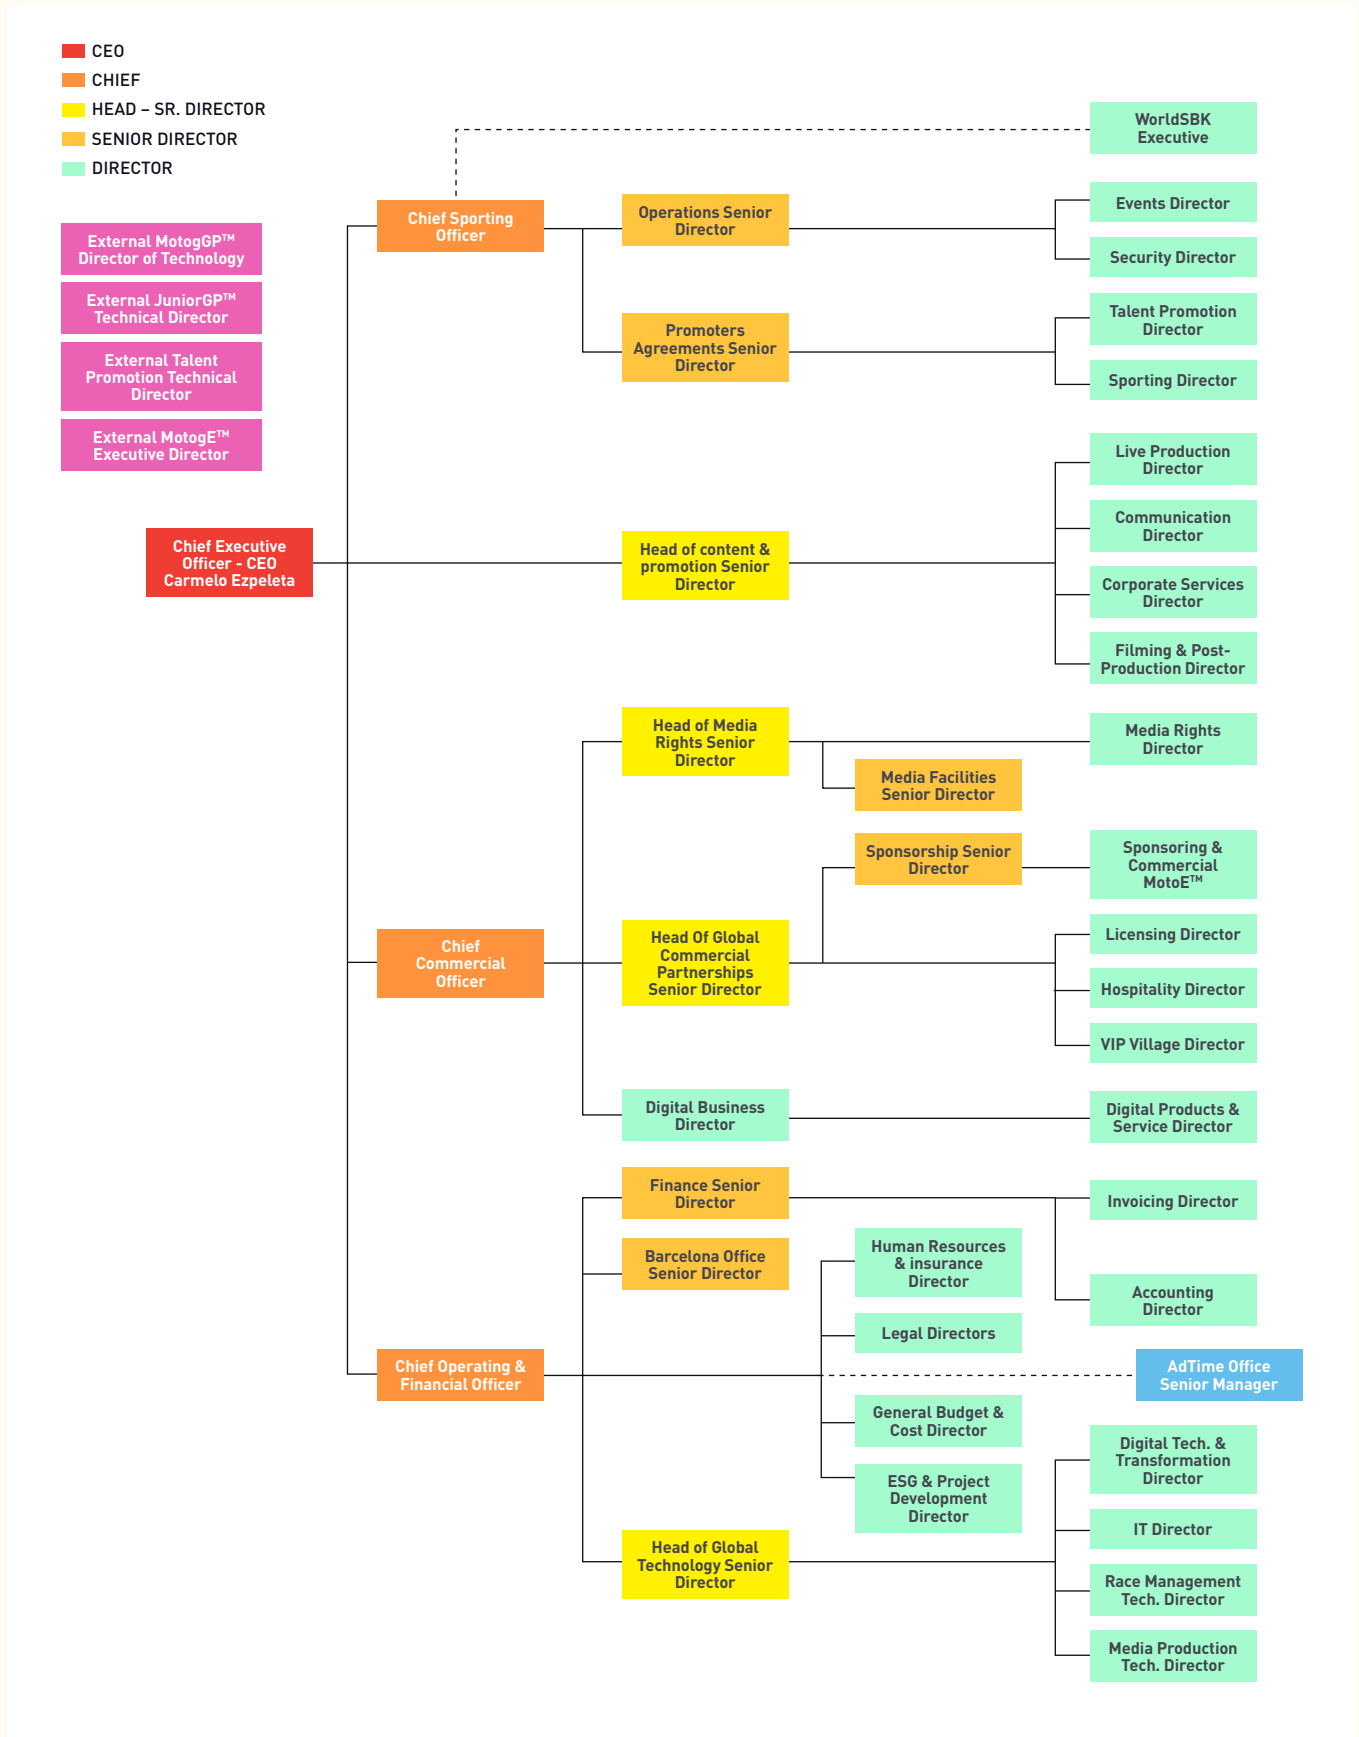 CEO
CHIEF
HEAD – SR. DIRECTOR
SENIOR DIRECTOR
DIRECTOR
External MotogGP™
Director of Technology
External JuniorGP™
Technical Director
External Talent
Promotion Technical
Director
External MotogE™
Executive Director
Chief Executive
Officer - CEO
Carmelo Ezpeleta
Chief Sporting
Officer
WorldSBK
Executive
Operations Senior
Director
Events Director
Security Director
Promoters
Agreements Senior
Director
Talent Promotion
Director
Sporting Director
Head of content &
promotion Senior
Director
Live Production
Director
Communication
Director
Corporate Services
Director
Filming & Post-
Production Director
Chief
Commercial
Officer
Head of Media
Rights Senior
Director
Media Rights
Director
Media Facilities
Senior Director
Head Of Global
Commercial
Partnerships
Senior Director
Sponsorship Senior
Director
Sponsoring &
Commercial
MotoE™
Licensing Director
Hospitality Director
VIP Village Director
Digital Business
Director
Digital Products &
Service Director
Chief Operating &
Financial Officer
Finance Senior
Director
Invoicing Director
Accounting
Director
Barcelona Office
Senior Director
Human Resources
& insurance
Director
Legal Directors
AdTime Office
Senior Manager
General Budget &
Cost Director
ESG & Project
Development
Director
Head of Global
Technology Senior
Director
Digital Tech. &
Transformation
Director
IT Director
Race Management
Tech. Director
Media Production
Tech. Director